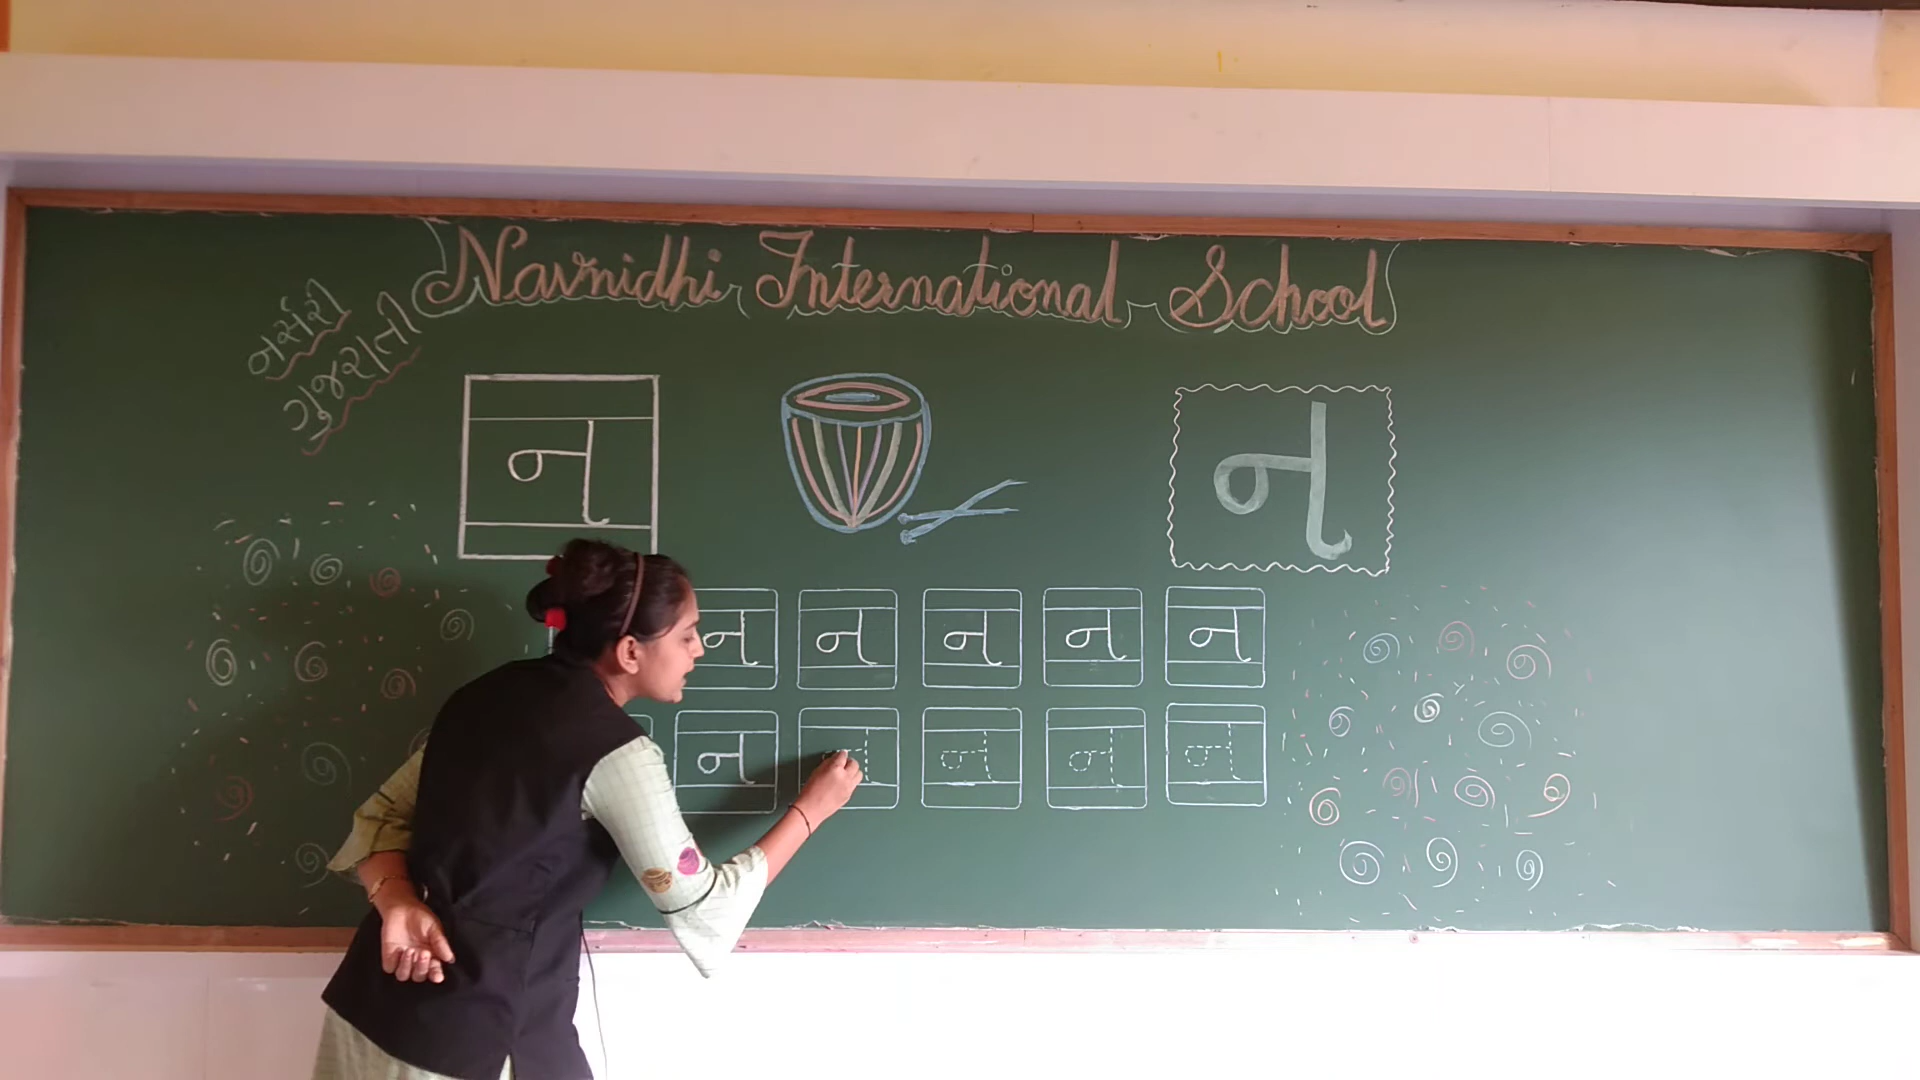 Navnidhi International School
નર્સરી
ગુજરાતી
ન ન
ન ન ન ન ન
ન ન ન ન ન